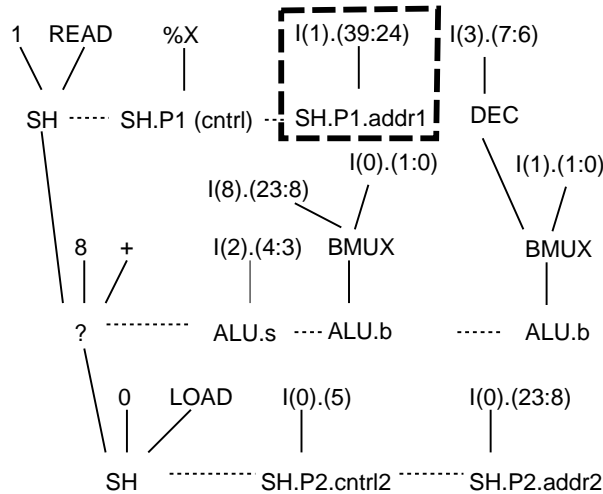 1 READ %X I(1).(39:24) I(3).(7:6)
SH SH.P1 (cntrl) SH.P1.addr1 DEC
I(0).(1:0) I(1).(1:0)
I(8).(23:8)
8 + I(2).(4:3) BMUX BMUX
? ALU.s ALU.b ALU.b
0 LOAD I(0).(5) I(0).(23:8)
SH SH.P2.cntrl2 SH.P2.addr2